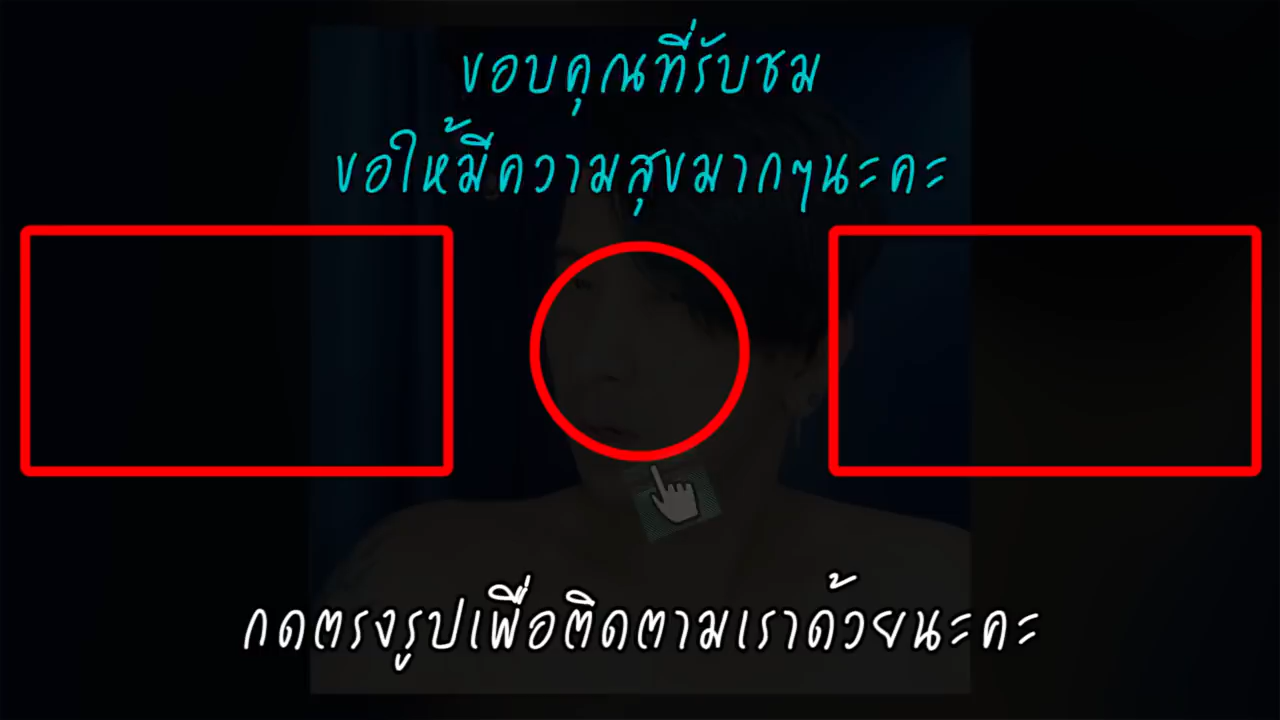 ขอบคุณที่รับชม
ขอให้มีความสุขมากๆนะคะ
กดตรงรูปเพื่อติดตามเราด้วยนะคะ